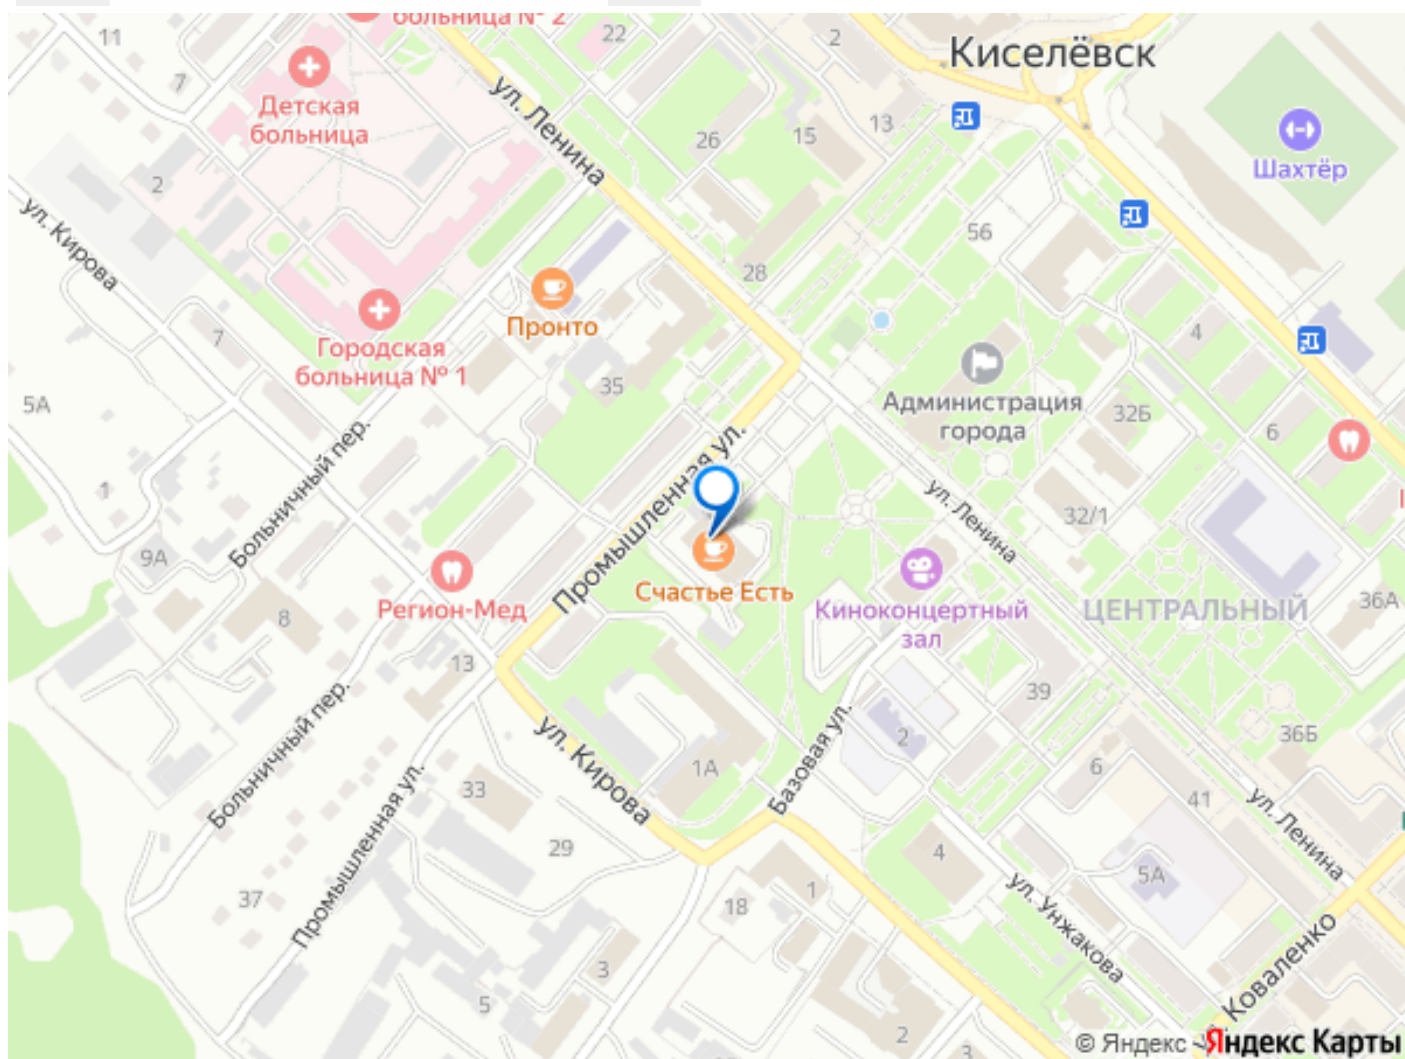 больница № 2
11
7
22
2
Киселёвск
Детская
больница
ул. Ленина
26
15
13
Шахтёр
2
ул. Кирова
56
28
Пронто
7
Городская
больница № 1
35
4
5А
Администрация
города
32Б
6
Больничный пер.
Промышленная ул.
1
9А
ул. Ленина
32/1
Счастье Есть
Регион-Мед
Киноконцертный
зал
ЦЕНТРАЛЬНЫЙ
36А
8
13
39
Больничный пер.
ул. Кирова
Базовая ул.
2
36Б
1А
6
33
41
ул. Ленина
Промышленная ул.
29
4
5А
1
18
37
ул. Унжакова
Коваленко
3
5
2
3
© Яндекс
Яндекс Карты